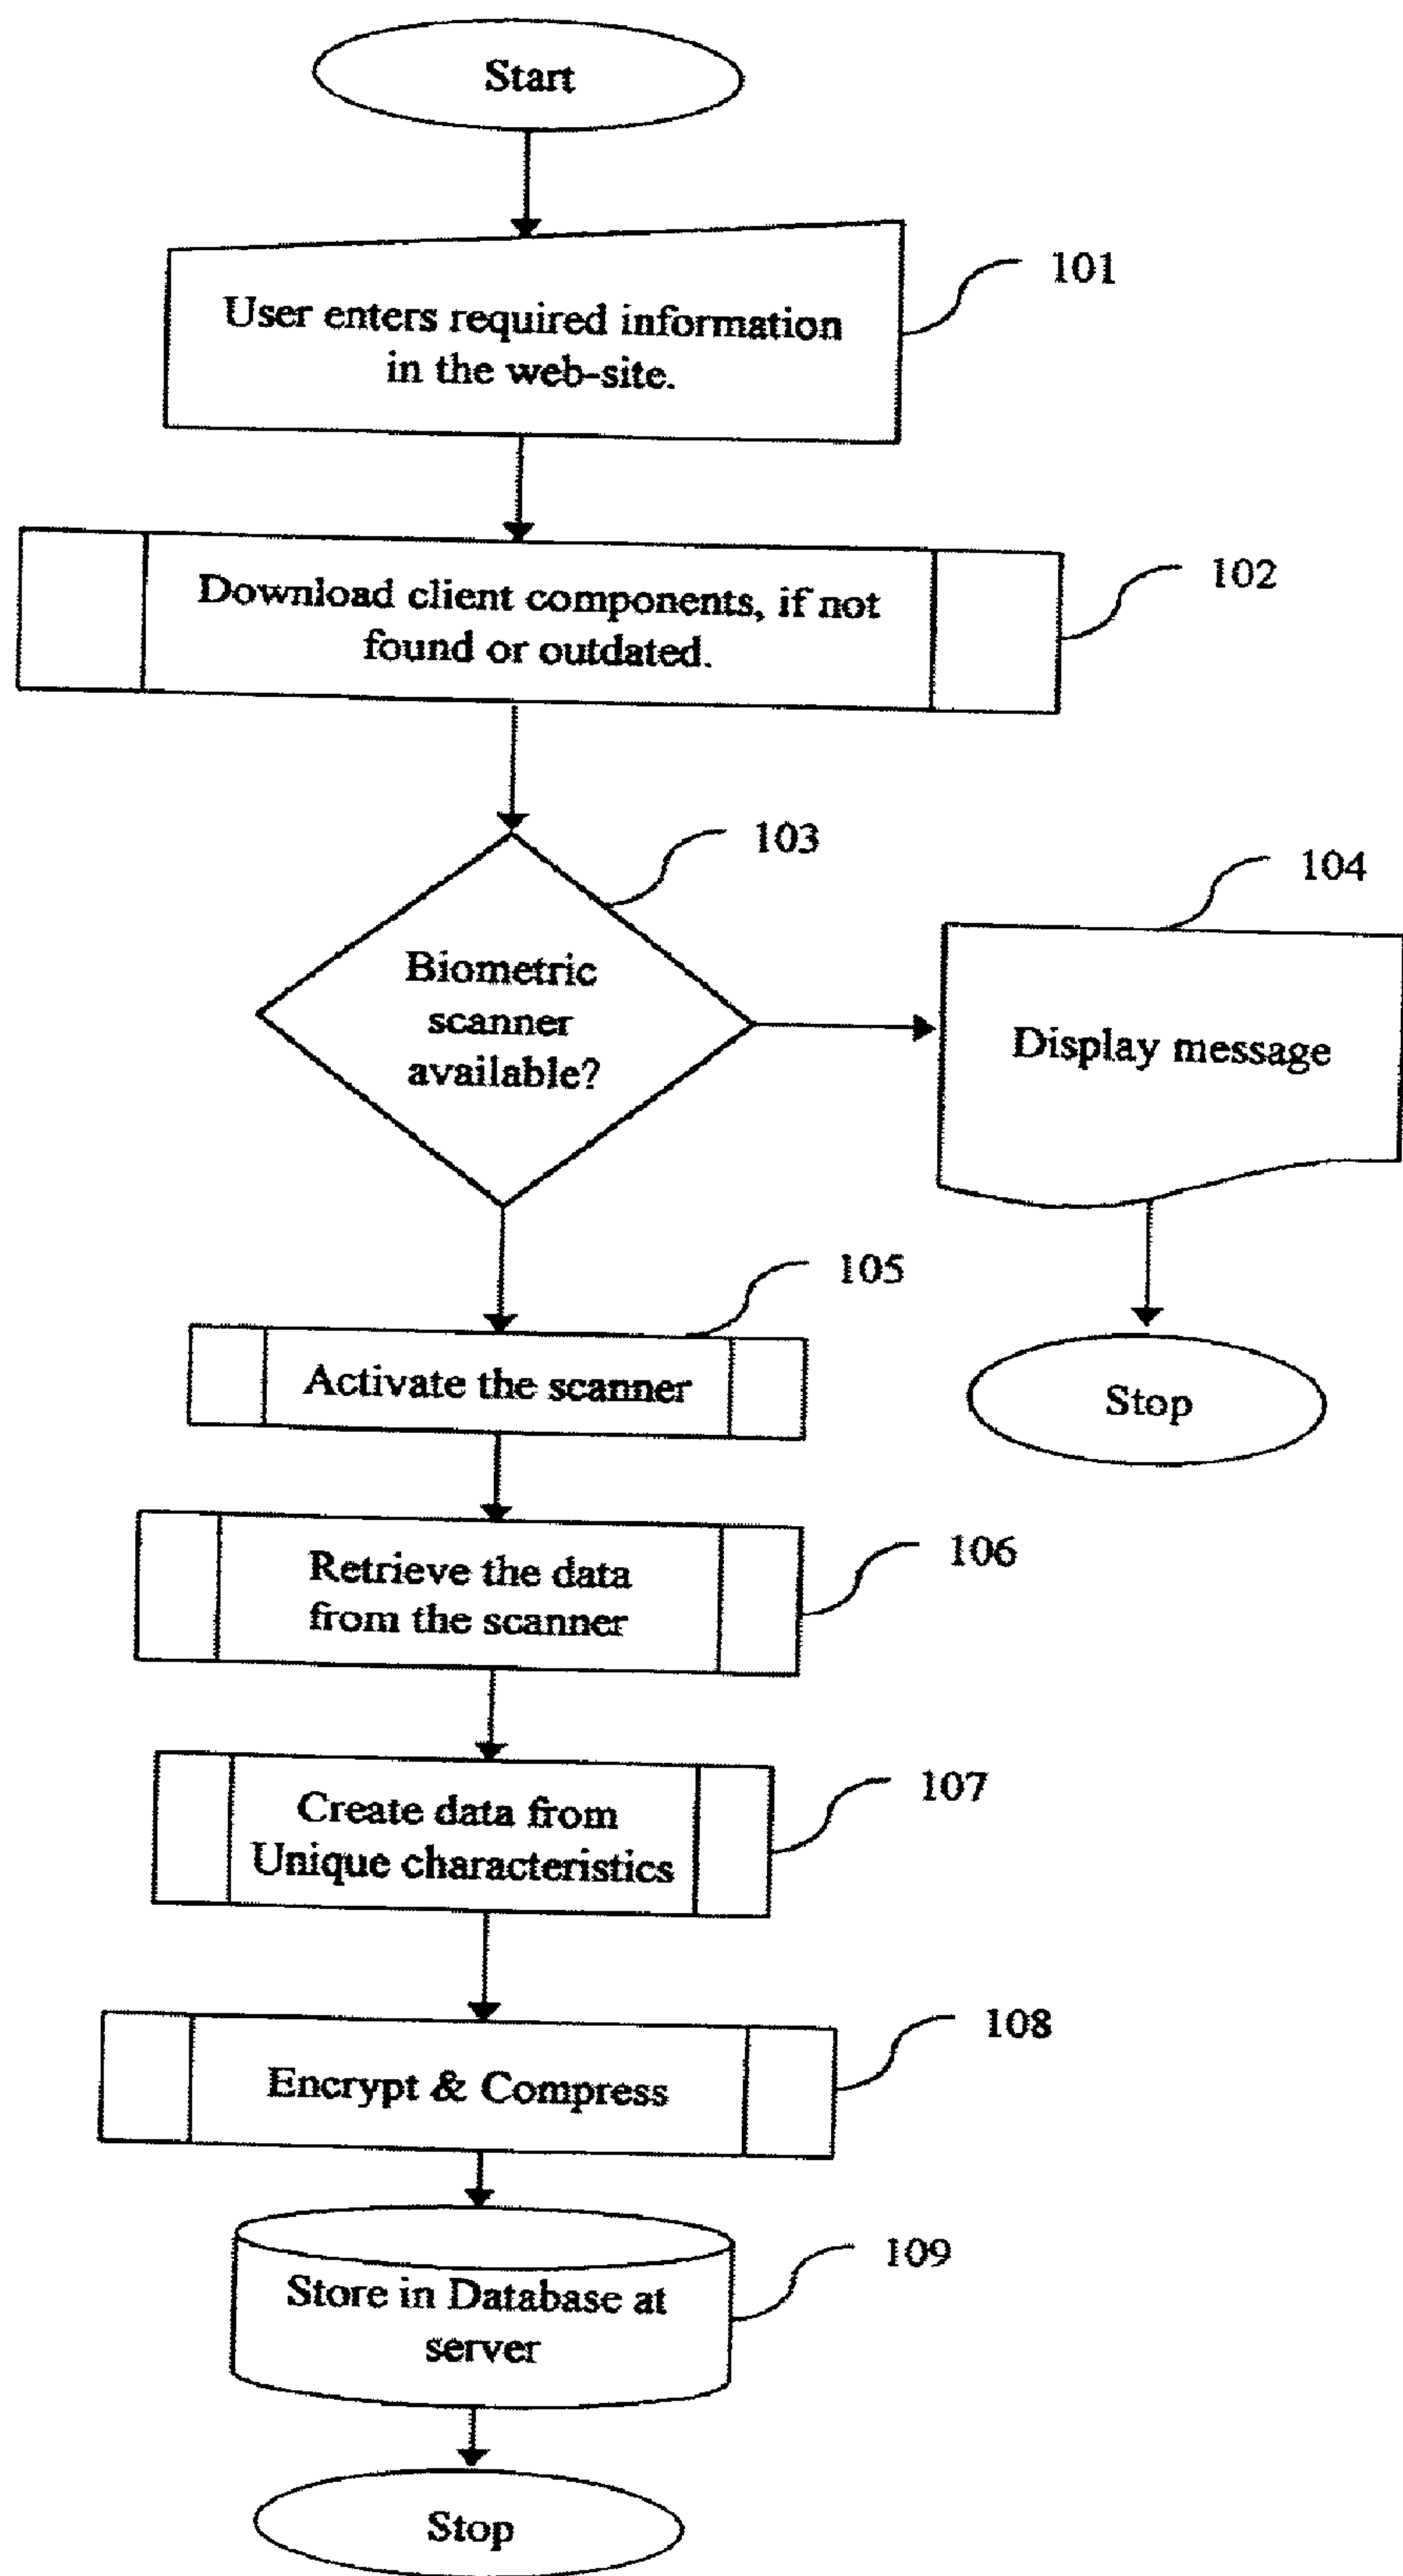 Start
User enters required information
in the web-site.
101
Download client components, if not
found or outdated.
102
103
Biometric
scanner
available?
104
Display message
Stop
105
Activate the scanner
106
Retrieve the data
from the scanner
107
Create data from
Unique characteristics
108
Encrypt & Compress
109
Store in Database at
server
Stop